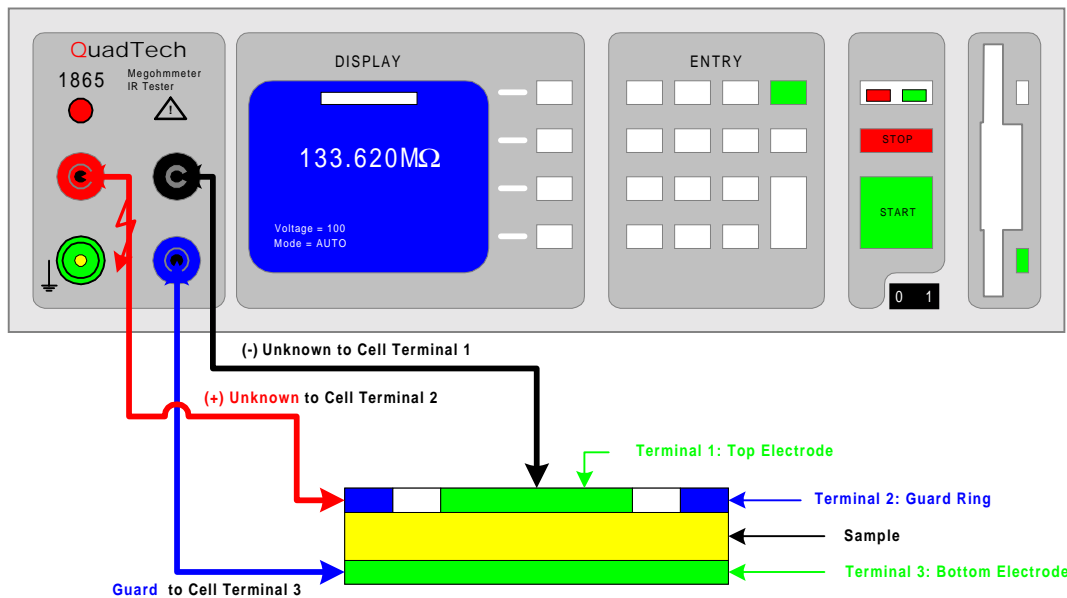 QuadTech
1865
Megohmmeter
IR Tester
!
DISPLAY
133.620MΩ
Voltage = 100
Mode = AUTO
ENTRY
STOP
START
0 1
(-) Unknown to Cell Terminal 1
(+) Unknown to Cell Terminal 2
Terminal 1: Top Electrode
Terminal 2: Guard Ring
Sample
Terminal 3: Bottom Electrode
Guard to Cell Terminal 3